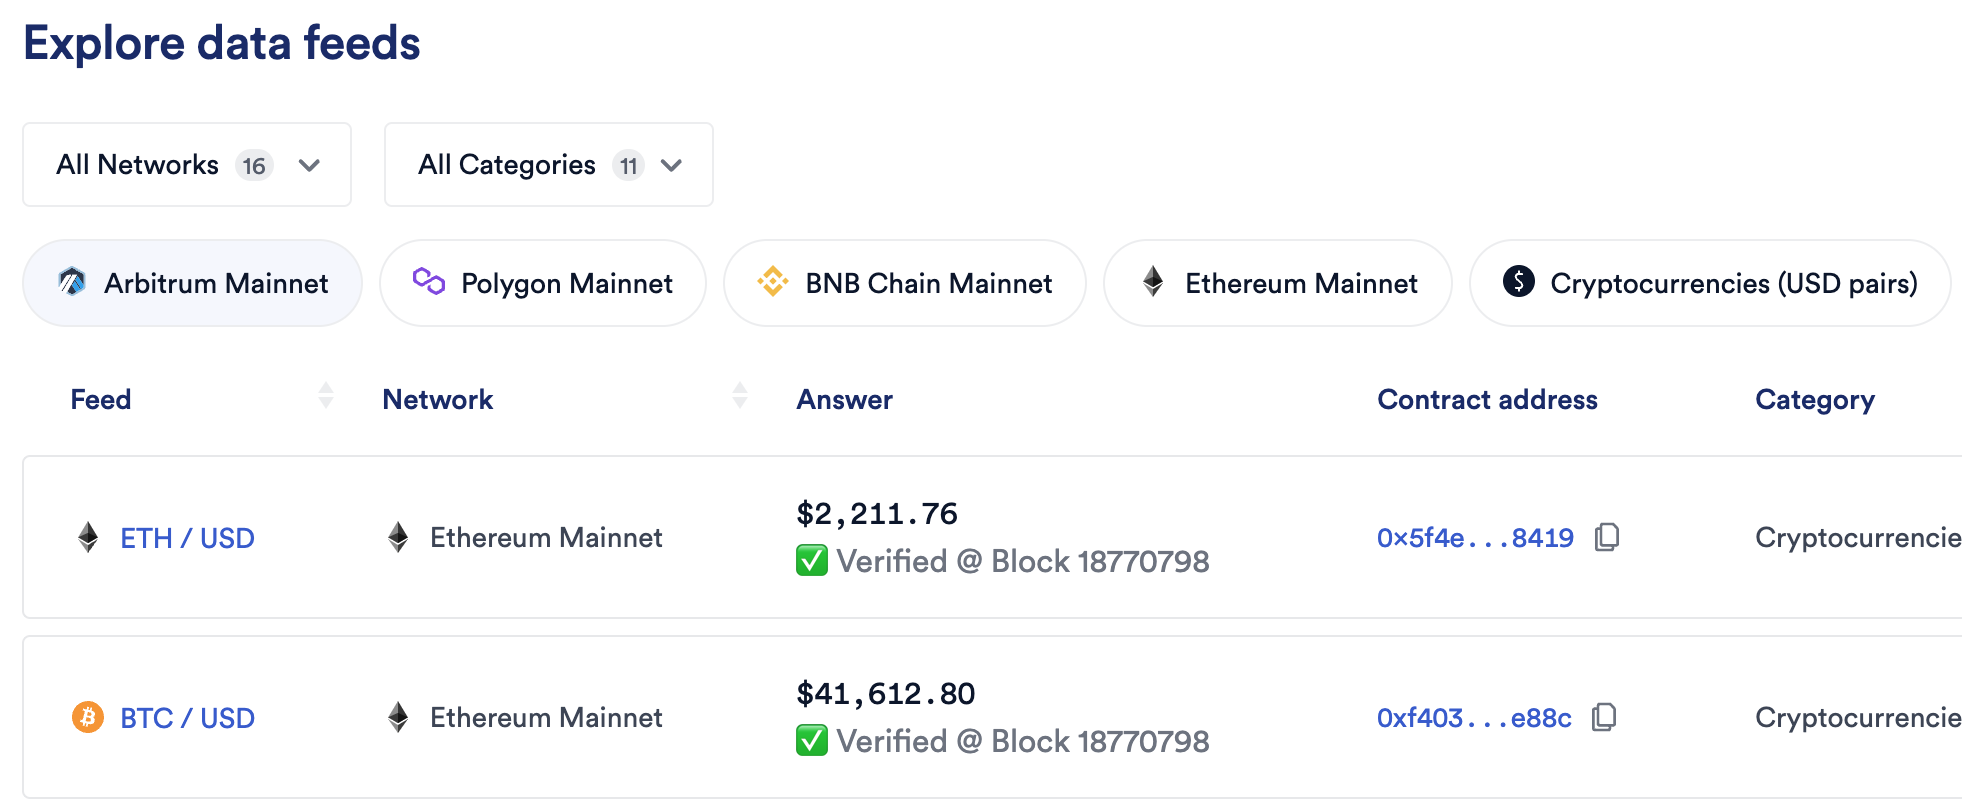 Explore data feeds
All Networks 16
All Categories 11
Arbitrum Mainnet
Polygon Mainnet
BNB Chain Mainnet
Ethereum Mainnet
Cryptocurrencies (USD pairs)
Feed Network Answer Contract address Category
ETH / USD Ethereum Mainnet $2,211.76 0x5f4e...8419 Cryptocurrencie
Verified @ Block 18770798
BTC / USD Ethereum Mainnet $41,612.80 0xf403...e88c Cryptocurrencie
Verified @ Block 18770798